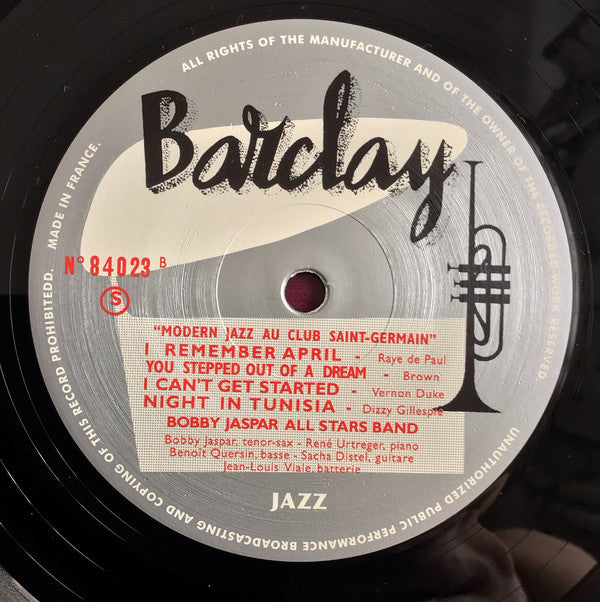 ALL RIGHTS OF THE MANUFACTURER AND OF THE OWNER OF THE RECORDED
RESERVED.
Barclay
MADE IN FRANCE.
N° 84023 B
S
"MODERN JAZZ AU CLUB SAINT-GERMAIN"
I REMEMBER APRIL - Raye de Paul
YOU STEPPED OUT OF A DREAM - Brown
I CAN'T GET STARTED - Vernon Duke
NIGHT IN TUNISIA - Dizzy Gillespie
BOBBY JASPAR ALL STARS BAND
Bobby Jaspar, tenor-sax - René Urtreger, piano
Benoît Quersin, basse - Sacha Distel, guitare
Jean-Louis Viale, batterie
JAZZ
UNAUTHORIZED PUBLIC PERFORMANCE BROADCASTING AND COPYING OF THIS RECORD PROHIBITEDD.